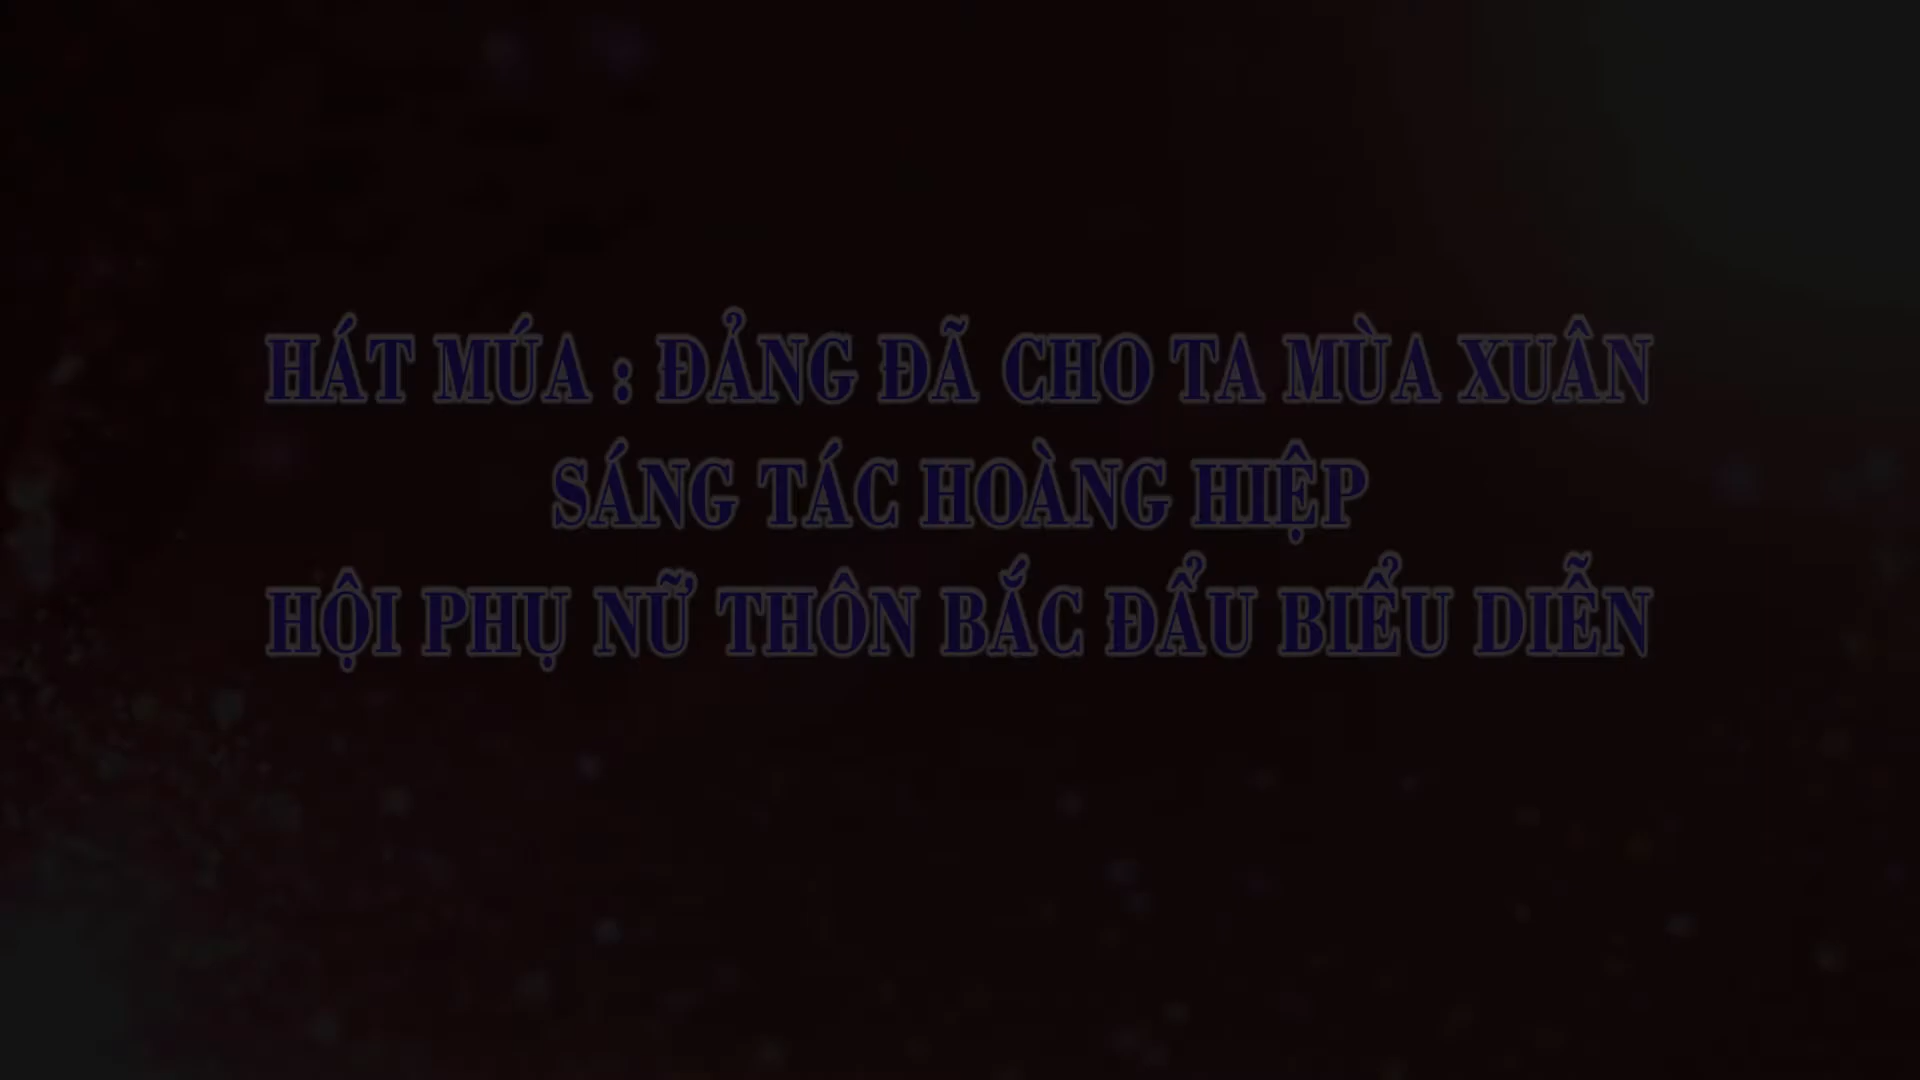 HÁT MÚA : ĐẢNG ĐÃ CHO TA MÙA XUÂN
SÁNG TÁC HOÀNG HIỆP
HỘI PHỤ NỮ THÔN BẮC ĐẨU BIỂU DIỄN